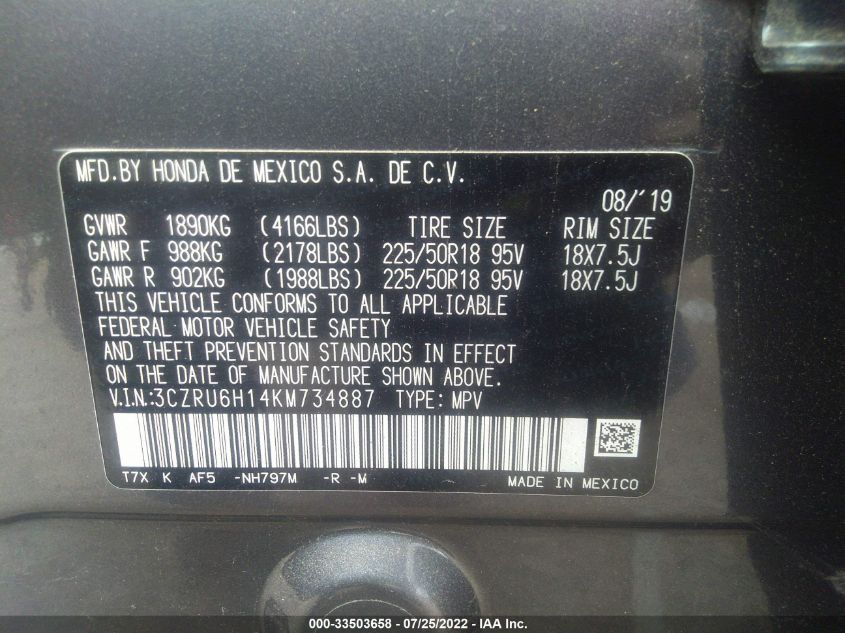 MFD.BY HONDA DE MEXICO S.A. DE C.V.
08/'19
GVWR 1890KG (4166LBS) TIRE SIZE RIM SIZE
GAWR F 988KG (2178LBS) 225/50R18 95V 18X7.5J
GAWR R 902KG (1988LBS) 225/50R18 95V 18X7.5J
THIS VEHICLE CONFORMS TO ALL APPLICABLE
FEDERAL MOTOR VEHICLE SAFETY
AND THEFT PREVENTION STANDARDS IN EFFECT
ON THE DATE OF MANUFACTURE SHOWN ABOVE.
V.I.N.:3CZRU6H14KM734887 TYPE: MPV
T7X K AF5 -NH797M -R -M MADE IN MEXICO
000-33503658 - 07/25/2022 - IAA Inc.